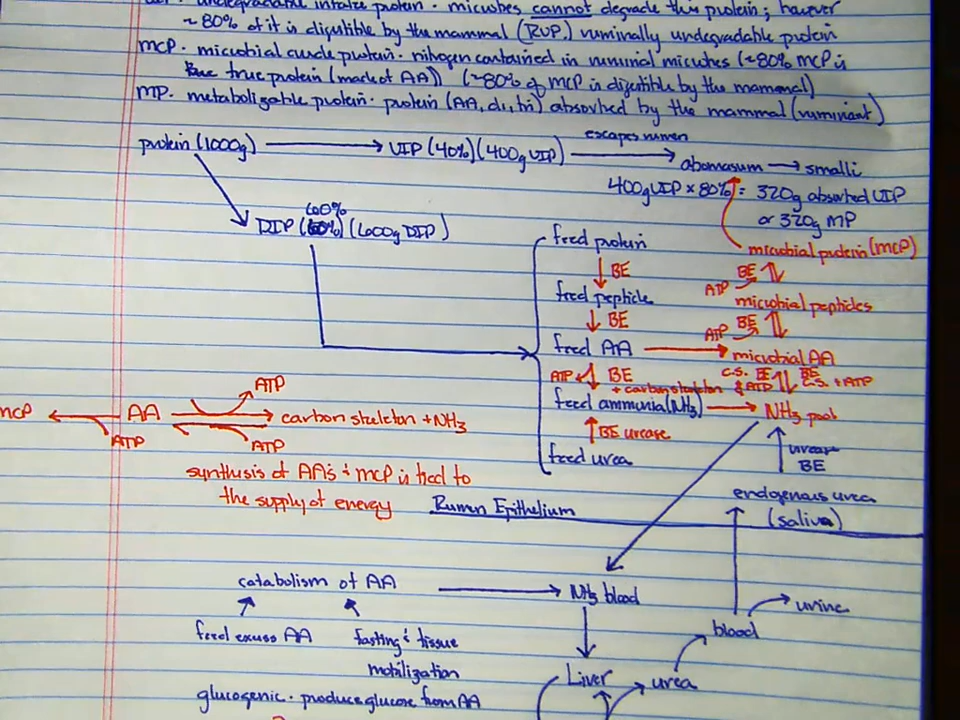 undegradable intake protein · microbes cannot degrade this protein; however
~80% of it is digestible by the mammal (RUP) ruminally undegradable protein
mcp · microbial crude protein · nitrogen contained in ruminal microbes (~80% mcp is
true protein (made of AA)) (~80% of mcp is digestible by the mammal)
MP · metabolizable protein · protein (AA, di, tri) absorbed by the mammal (ruminant)
escapes rumen
protein (1000g) → UIP (40%) (400g UIP) → abomasum → small i
400g UIP x 80% = 320g absorbed UIP
or 320g MP
60%
DIP (60%) (600g DIP)
feed protein
microbial protein (mcp)
↓ BE
BE
ATP
feed peptide
microbial peptides
↓ BE
BE
ATP
feed AA → microbial AA
ATP BE
+ carbon skeleton
C.S. BE
& ATP
BE
C.S. + ATP
feed ammonia (NH3) → NH3 pool
↑ BE urease
urease
BE
feed urea
ATP
mcp ← AA → carbon skeleton + NH3
ATP
ATP
synthesis of AA's & mcp is tied to
the supply of energy
Rumen Epithelium
endogenous urea
(saliva)
catabolism of AA → NH3 blood
urine
blood
feed excess AA
fasting & tissue
mobilization
Liver
urea
glucogenic · produce glucose from AA